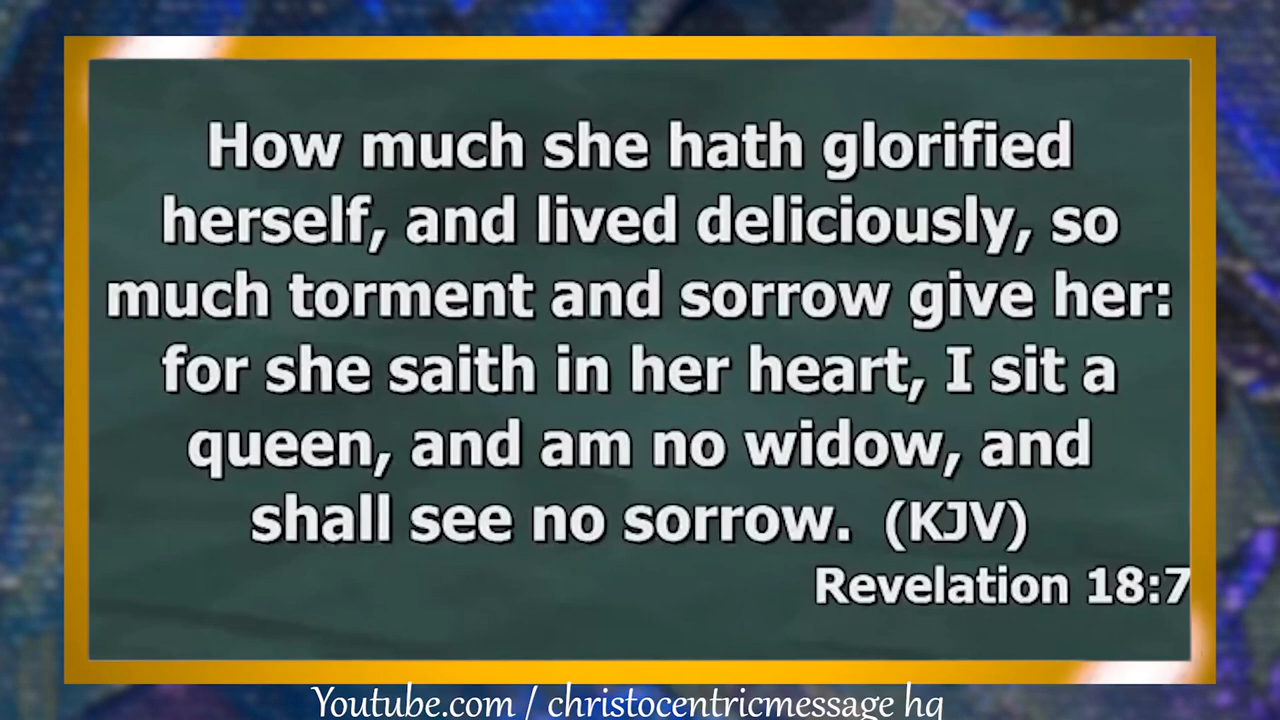 How much she hath glorified
herself, and lived deliciously, so
much torment and sorrow give her:
for she saith in her heart, I sit a
queen, and am no widow, and
shall see no sorrow. (KJV)
Revelation 18:7
Youtube.com / christocentricmessage hq